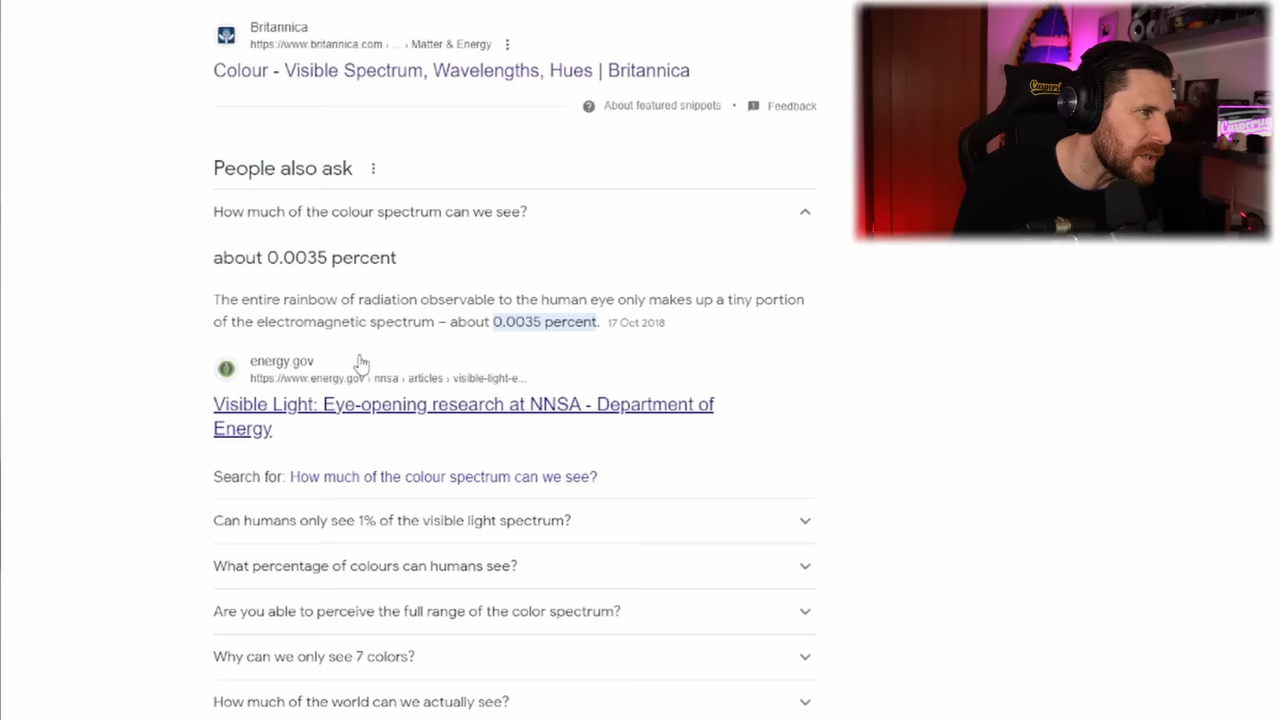 Britannica
https://www.britannica.com › ... › Matter & Energy
Colour - Visible Spectrum, Wavelengths, Hues | Britannica
About featured snippets • Feedback
People also ask
How much of the colour spectrum can we see?
about 0.0035 percent
The entire rainbow of radiation observable to the human eye only makes up a tiny portion
of the electromagnetic spectrum – about 0.0035 percent. 17 Oct 2018
energy.gov
https://www.energy.gov › nnsa › articles › visible-light-e...
Visible Light: Eye-opening research at NNSA - Department of
Energy
Search for: How much of the colour spectrum can we see?
Can humans only see 1% of the visible light spectrum?
What percentage of colours can humans see?
Are you able to perceive the full range of the color spectrum?
Why can we only see 7 colors?
How much of the world can we actually see?